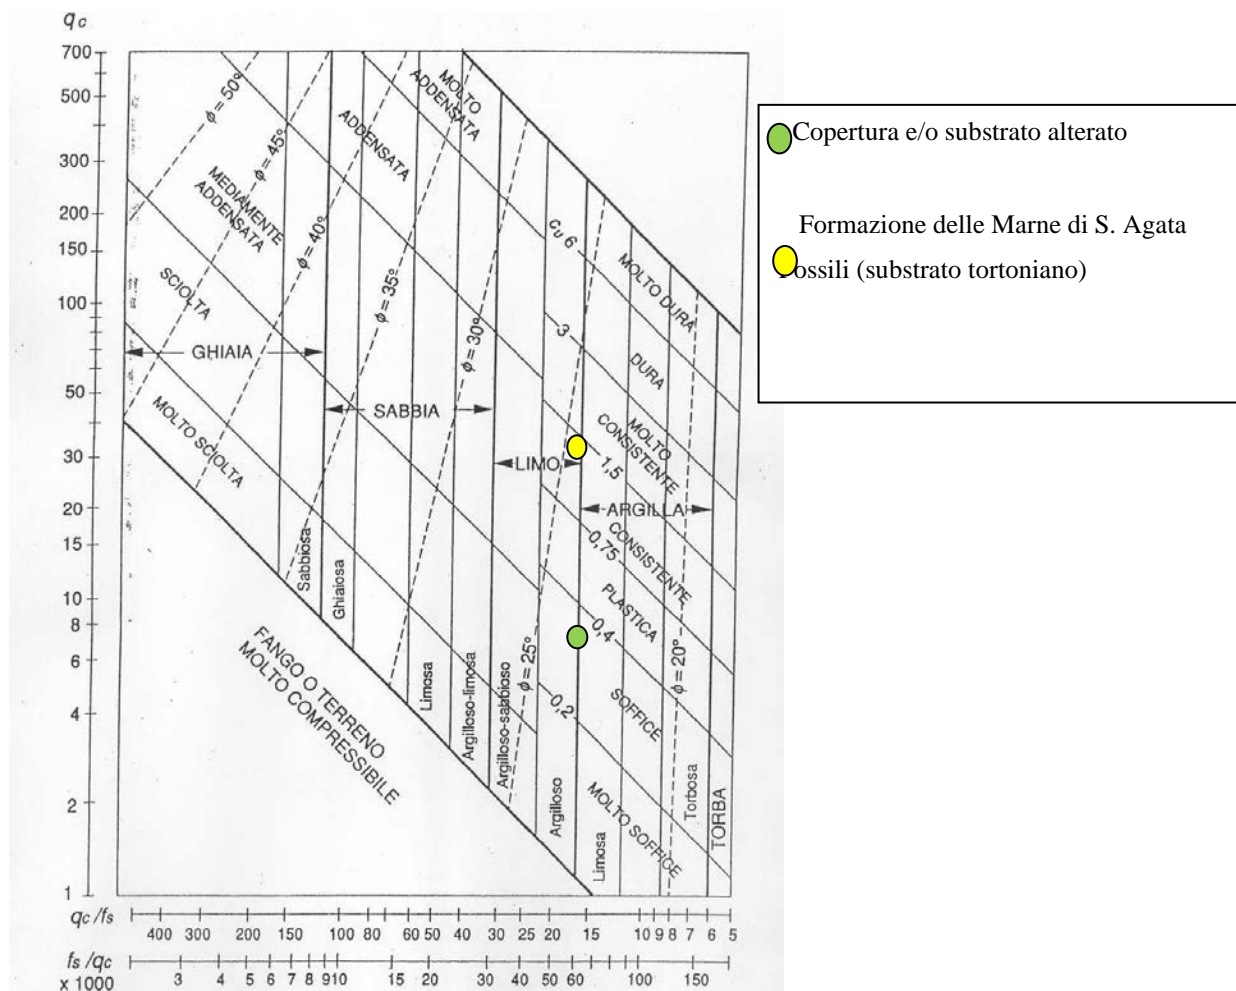 qc
700
500
300
200
150
100
50
30
20
15
10
8
6
4
2
1
ϕ = 50°
ϕ = 45°
ϕ = 40°
ϕ = 35°
ϕ = 30°
ϕ = 25°
ϕ = 20°
MOLTO
ADDENSATA
ADDENSATA
MEDIAMENTE
ADDENSATA
SCIOLTA
MOLTO SCIOLTA
GHIAIA
SABBIA
LIMO
ARGILLA
cu 6
3
1,5
0,75
0,4
0,2
MOLTO DURA
DURA
MOLTO
CONSISTENTE
CONSISTENTE
PLASTICA
SOFFICE
MOLTO SOFFICE
Sabbiosa
Ghiaiosa
Limosa
Argilloso-limosa
Argilloso-sabbioso
Argilloso
Limosa
Torbosa
TORBA
FANGO O TERRENO
MOLTO COMPRESSIBILE
qc /fs
400 300 200 150 100 80 60 50 40 30 25 20 15 10 9 8 7 6 5
fs /qc
x 1000
3 4 5 6 7 8 910 15 20 30 40 50 60 100 150
Copertura e/o substrato alterato
Formazione delle Marne di S. Agata
Fossili (substrato tortoniano)